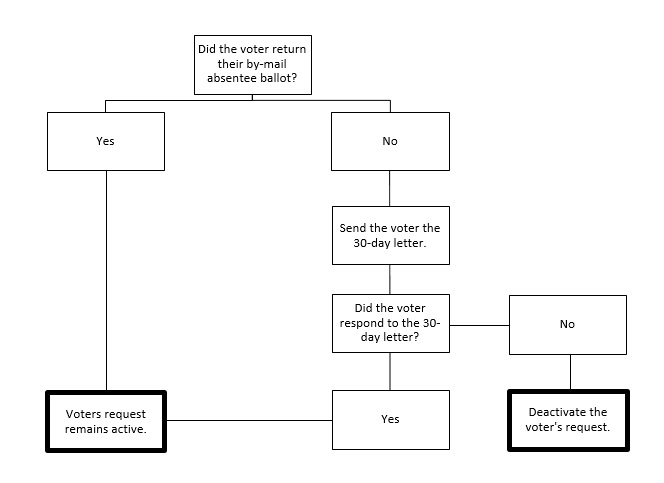 Did the voter return
their by-mail
absentee ballot?
Yes
No
Send the voter the
30-day letter.
Did the voter
respond to the 30-
day letter?
No
Voters request
remains active.
Yes
Deactivate the
voter's request.